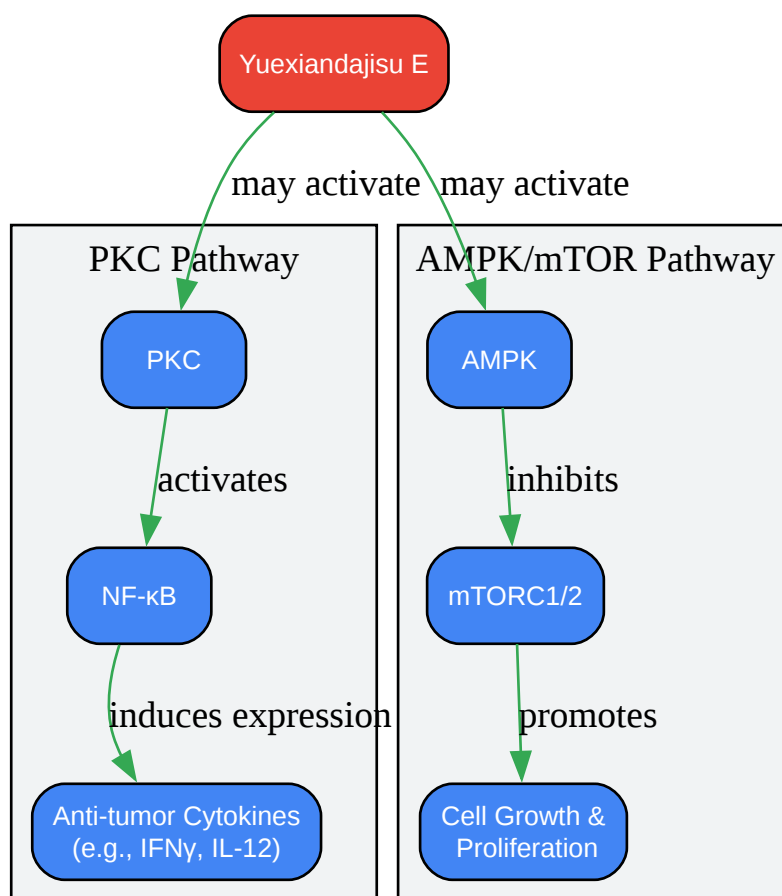 Yuexiandajisu E
may activate
may activate
PKC Pathway
AMPK/mTOR Pathway
PKC
AMPK
activates
inhibits
NF-κB
mTORC1/2
induces expression
promotes
Anti-tumor Cytokines
(e.g., IFNγ, IL-12)
Cell Growth &
Proliferation